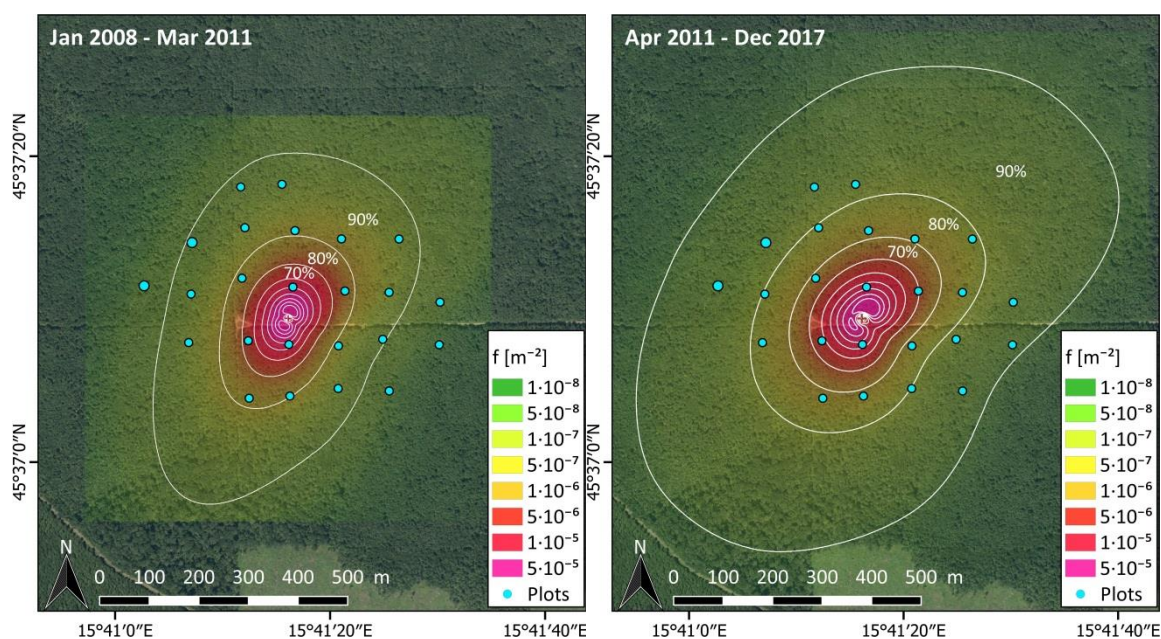 Jan 2008 - Mar 2011
45°37′20″N
45°37′0″N
90%
80%
70%
f [m⁻²]
1·10⁻⁸
5·10⁻⁸
1·10⁻⁷
5·10⁻⁷
1·10⁻⁶
5·10⁻⁶
1·10⁻⁵
5·10⁻⁵
Plots
N
0 100 200 300 400 500 m
15°41′0″E 15°41′20″E 15°41′40″E
Apr 2011 - Dec 2017
45°37′20″N
45°37′0″N
90%
80%
70%
f [m⁻²]
1·10⁻⁸
5·10⁻⁸
1·10⁻⁷
5·10⁻⁷
1·10⁻⁶
5·10⁻⁶
1·10⁻⁵
5·10⁻⁵
Plots
N
0 100 200 300 400 500 m
15°41′0″E 15°41′20″E 15°41′40″E